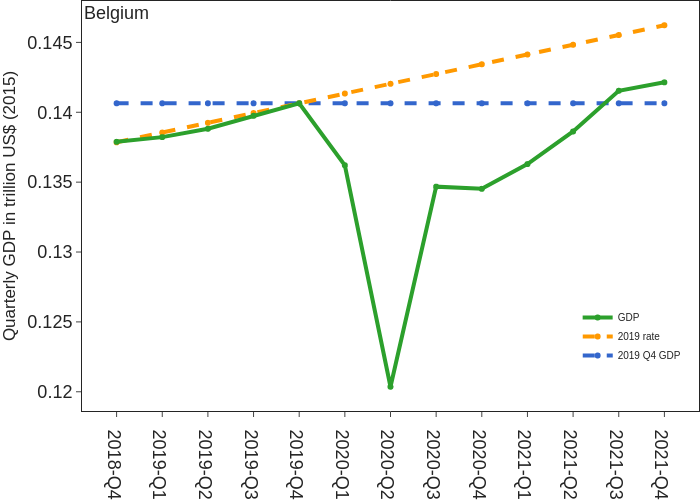 Belgium
Quarterly GDP in trillion US$ (2015)
0.145
0.14
0.135
0.13
0.125
0.12
GDP
2019 rate
2019 Q4 GDP
2018-Q4
2019-Q1
2019-Q2
2019-Q3
2019-Q4
2020-Q1
2020-Q2
2020-Q3
2020-Q4
2021-Q1
2021-Q2
2021-Q3
2021-Q4